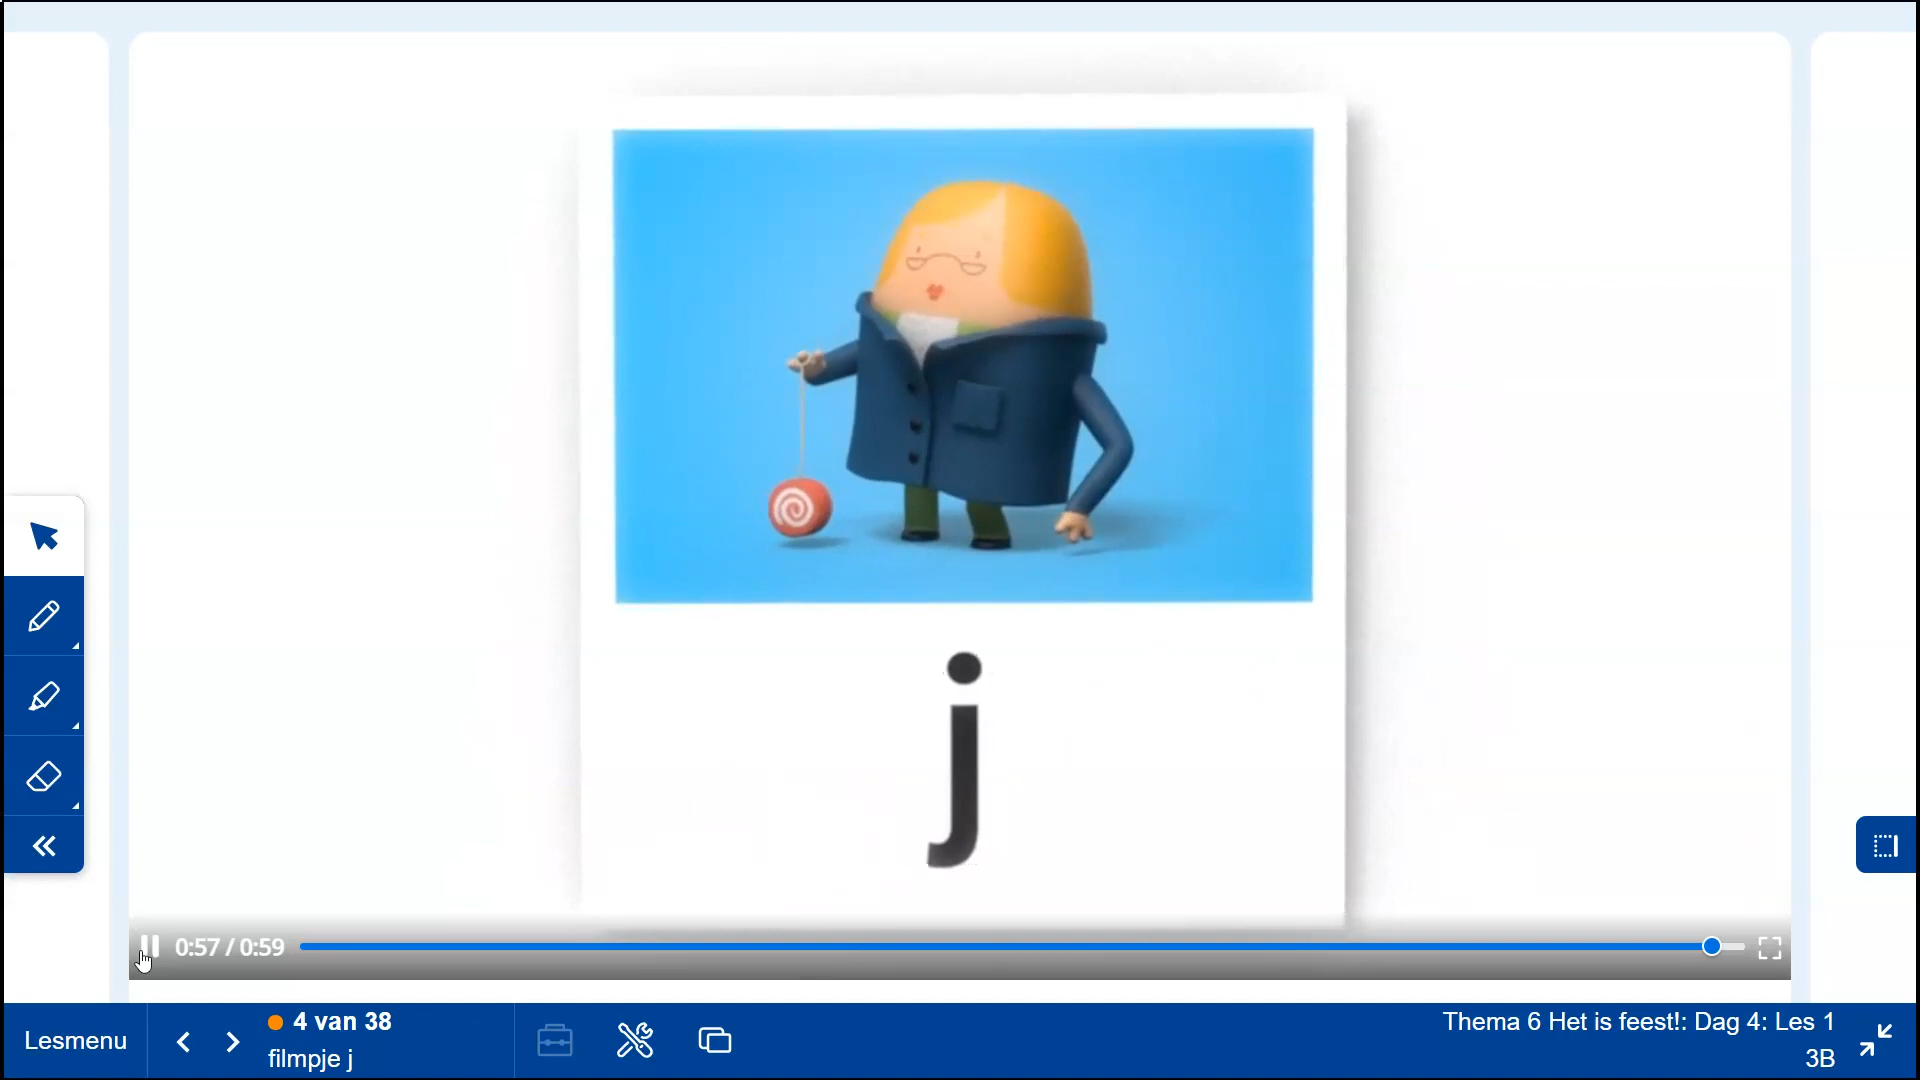 j
0:57 / 0:59
Lesmenu
4 van 38
filmpje j
Thema 6 Het is feest!: Dag 4: Les 1
3B